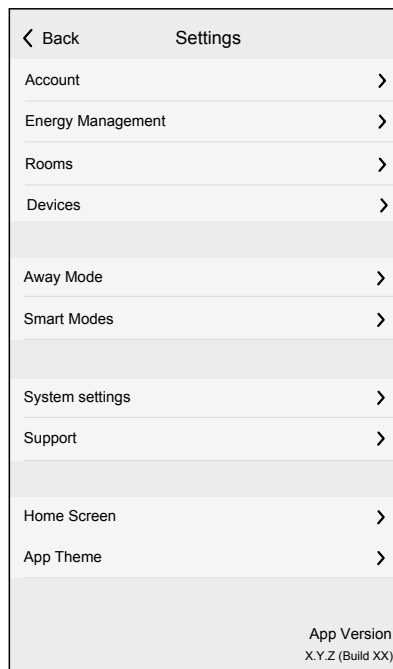 Back Settings
Account
Energy Management
Rooms
Devices
Away Mode
Smart Modes
System settings
Support
Home Screen
App Theme
App Version
X.Y.Z (Build XX)